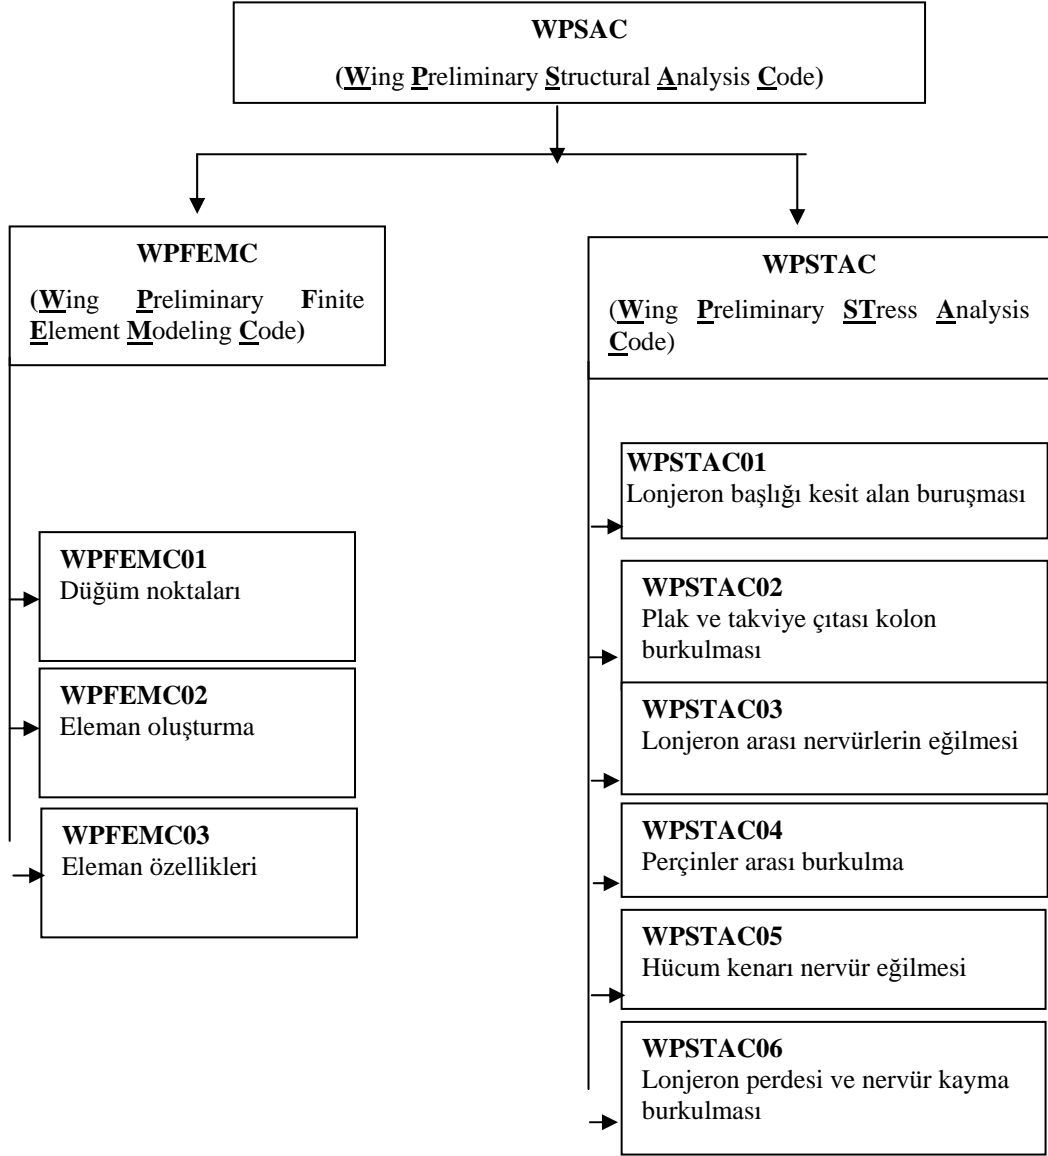 WPSAC
(Wing Preliminary Structural Analysis Code)
WPFEMC
(Wing Preliminary Finite
Element Modeling Code)
WPFEMC01
Düğüm noktaları
WPFEMC02
Eleman oluşturma
WPFEMC03
Eleman özellikleri
WPSTAC
(Wing Preliminary STress Analysis
Code)
WPSTAC01
Lonjeron başlığı kesit alan buruşması
WPSTAC02
Plak ve takviye çıtası kolon
burkulması
WPSTAC03
Lonjeron arası nervürlerin eğilmesi
WPSTAC04
Perçinler arası burkulma
WPSTAC05
Hücum kenarı nervür eğilmesi
WPSTAC06
Lonjeron perdesi ve nervür kayma
burkulması